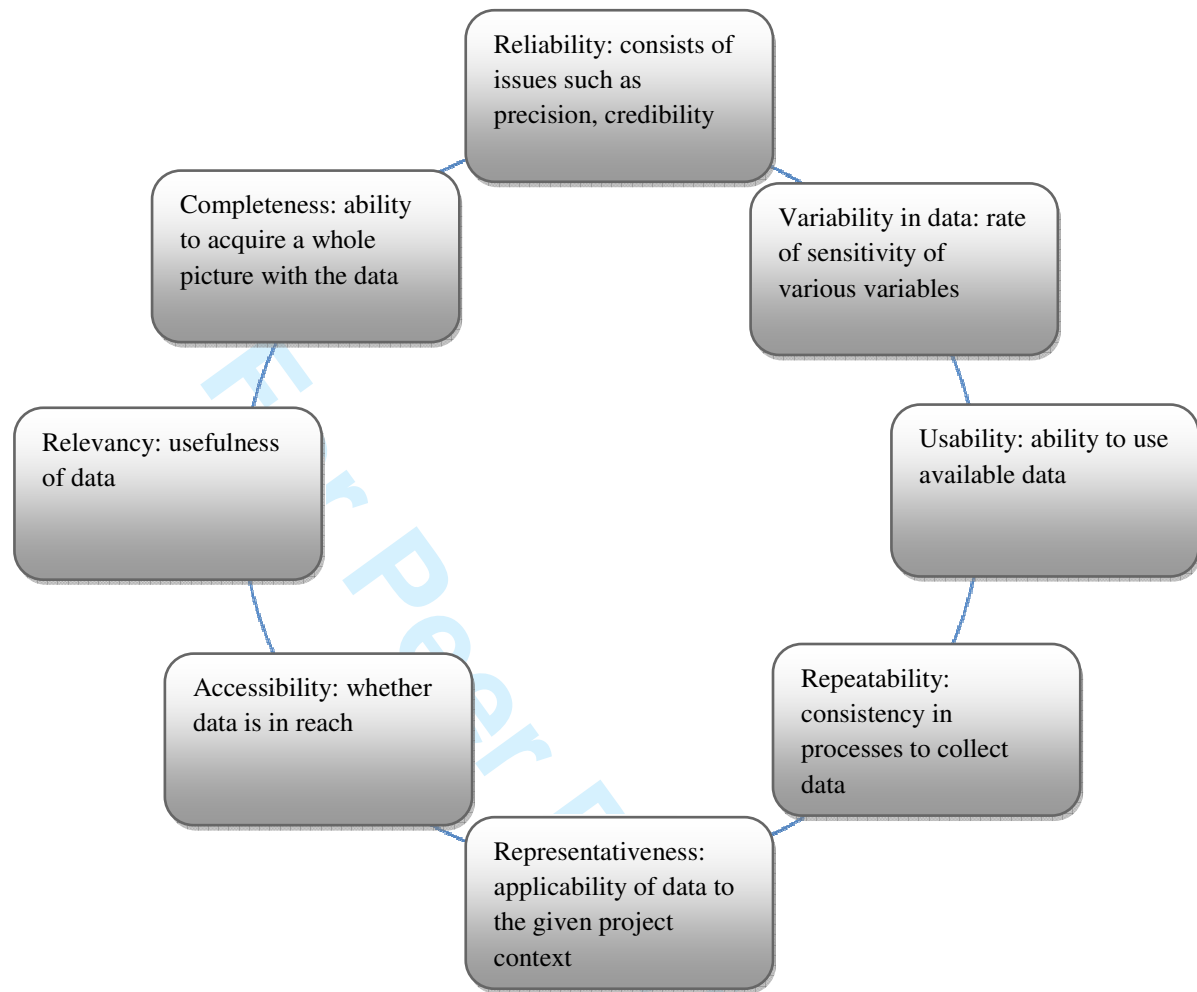 Reliability: consists of
issues such as
precision, credibility
Variability in data: rate
of sensitivity of
various variables
Usability: ability to use
available data
Repeatability:
consistency in
processes to collect
data
Representativeness:
applicability of data to
the given project
context
Accessibility: whether
data is in reach
Relevancy: usefulness
of data
Completeness: ability
to acquire a whole
picture with the data
Peer